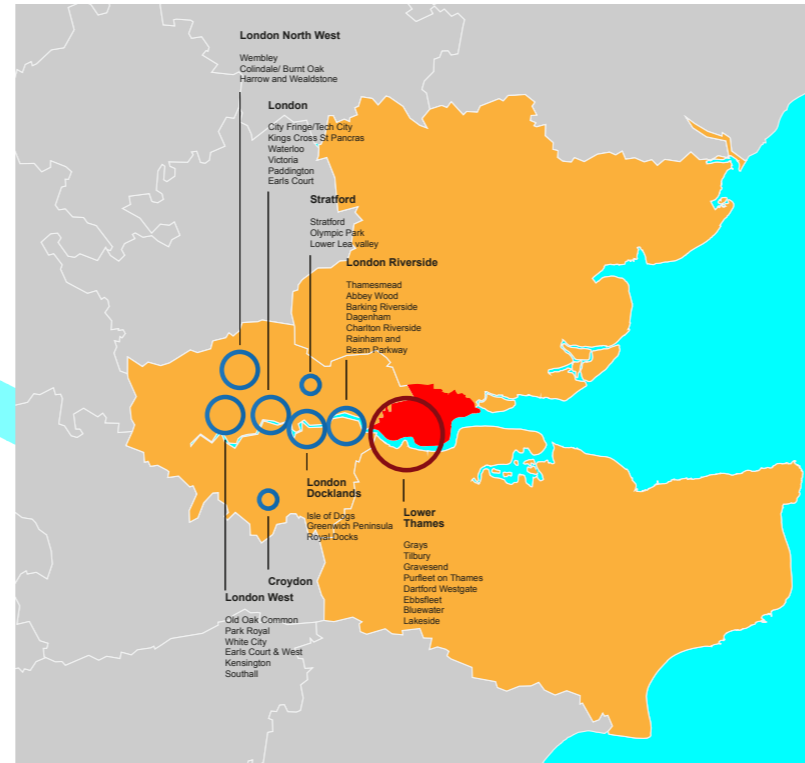 London North West
Wembley
Colindale/ Burnt Oak
Harrow and Wealdstone
London
City Fringe/Tech City
Kings Cross St Pancras
Waterloo
Victoria
Paddington
Earls Court
Stratford
Stratford
Olympic Park
Lower Lea valley
London Riverside
Thamesmead
Abbey Wood
Barking Riverside
Dagenham
Charlton Riverside
Rainham and
Beam Parkway
London
Docklands
Isle of Dogs
Greenwich Peninsula
Royal Docks
Lower
Thames
Grays
Tilbury
Gravesend
Purfleet on Thames
Dartford Westgate
Ebbsfleet
Bluewater
Lakeside
Croydon
London West
Old Oak Common
Park Royal
White City
Earls Court & West
Kensington
Southall